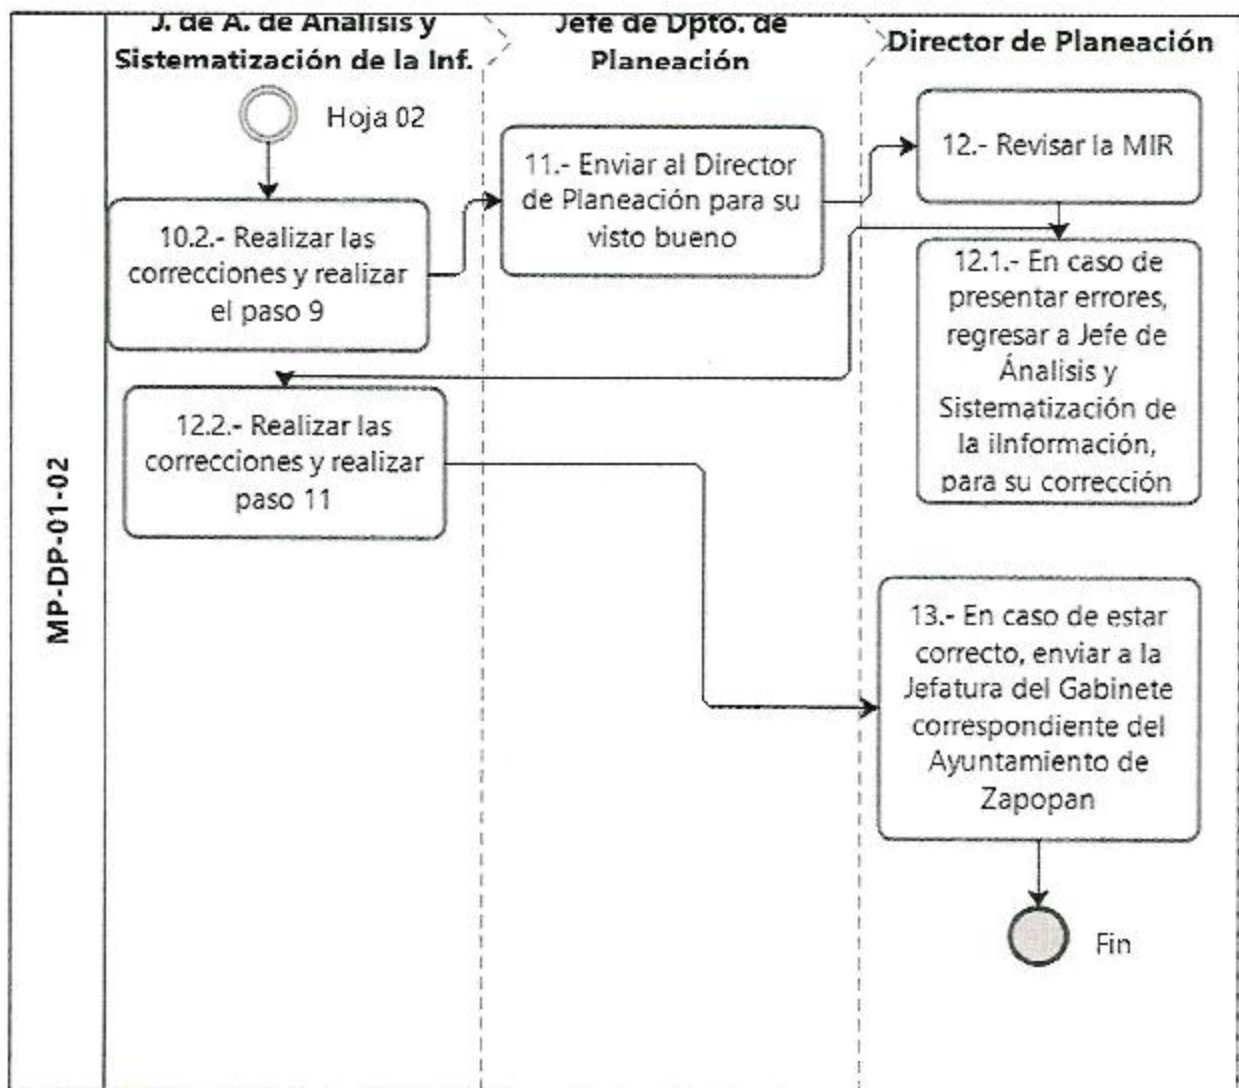 J. de A. de Análisis y
Sistematización de la Inf.
Jefe de Dpto. de
Planeación
Director de Planeación
MP-DP-01-02
Hoja 02
10.2.- Realizar las
correcciones y realizar
el paso 9
11.- Enviar al Director
de Planeación para su
visto bueno
12.- Revisar la MIR
12.1.- En caso de
presentar errores,
regresar a Jefe de
Ánalisis y
Sistematización de
la iInformación,
para su corrección
12.2.- Realizar las
correcciones y realizar
paso 11
13.- En caso de estar
correcto, enviar a la
Jefatura del Gabinete
correspondiente del
Ayuntamiento de
Zapopan
Fin